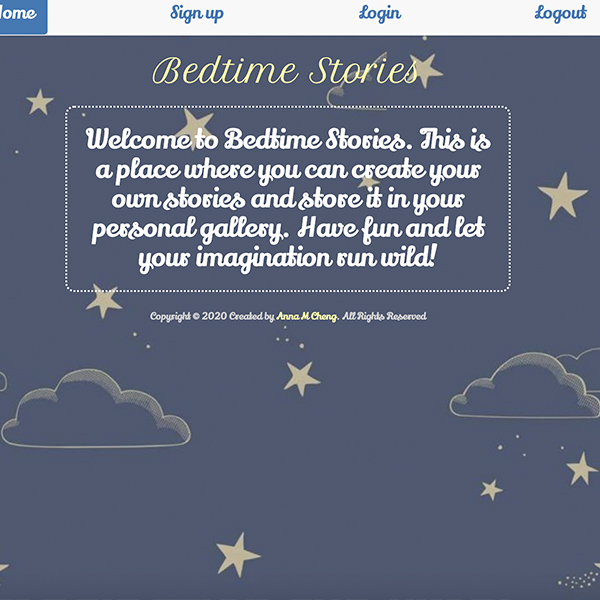 Home Sign up Login Logout
Bedtime Stories
Welcome to Bedtime Stories. This is
a place where you can create your
own stories and store it in your
personal gallery. Have fun and let
your imagination run wild!
Copyright © 2020 Created by Anna M Cheng. All Rights Reserved